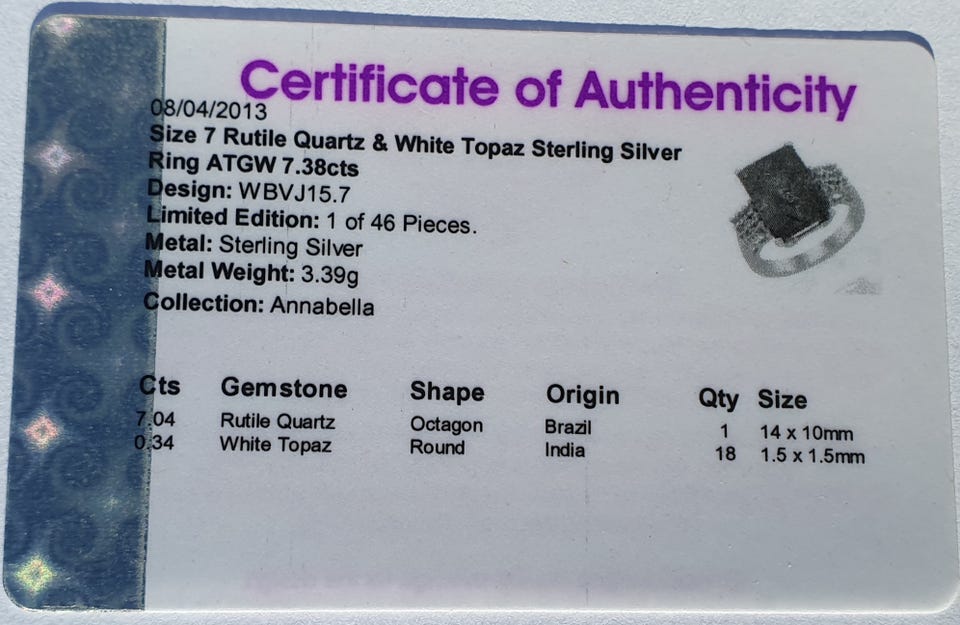 Certificate of Authenticity
08/04/2013
Size 7 Rutile Quartz & White Topaz Sterling Silver
Ring ATGW 7.38cts
Design: WBVJ15.7
Limited Edition: 1 of 46 Pieces.
Metal: Sterling Silver
Metal Weight: 3.39g
Collection: Annabella
Cts Gemstone Shape Origin Qty Size
7.04 Rutile Quartz Octagon Brazil 1 14 x 10mm
0.34 White Topaz Round India 18 1.5 x 1.5mm